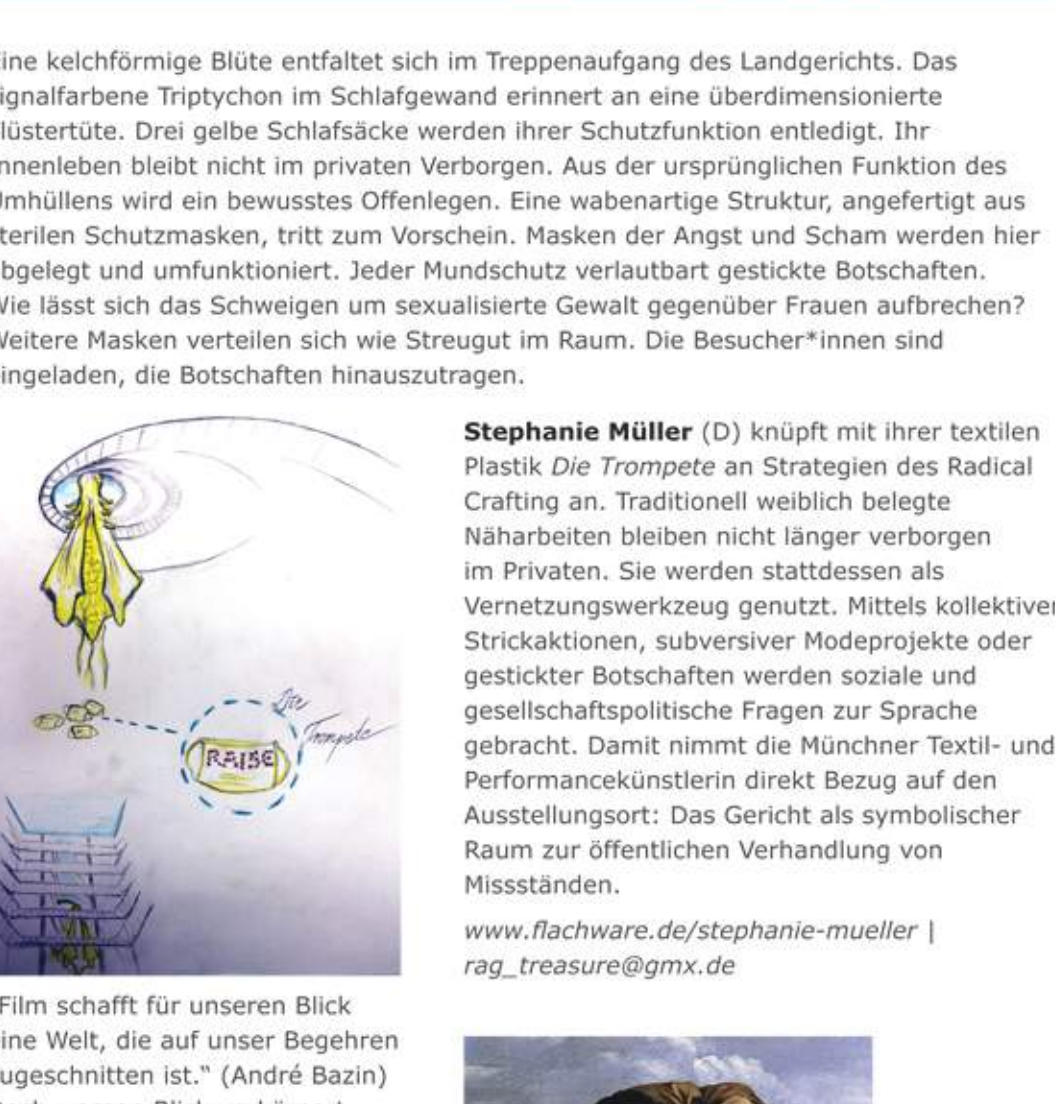 ine kelchförmige Blüte entfaltet sich im Treppenaufgang des Landgerichts. Das
ignalfarbene Triptychon im Schlafgewand erinnert an eine überdimensionierte
lüstertüte. Drei gelbe Schlafsäcke werden ihrer Schutzfunktion entledigt. Ihr
nnenleben bleibt nicht im privaten Verborgen. Aus der ursprünglichen Funktion des
Umhüllens wird ein bewusstes Offenlegen. Eine wabenartige Struktur, angefertigt aus
terilen Schutzmasken, tritt zum Vorschein. Masken der Angst und Scham werden hier
bgelegt und umfunktioniert. Jeder Mundschutz verlautbart gestickte Botschaften.
Wie lässt sich das Schweigen um sexualisierte Gewalt gegenüber Frauen aufbrechen?
Weitere Masken verteilen sich wie Streugut im Raum. Die Besucher*innen sind
ingeladen, die Botschaften hinauszutragen.
Die
Trompete
RAISE
Stephanie Müller (D) knüpft mit ihrer textilen
Plastik Die Trompete an Strategien des Radical
Crafting an. Traditionell weiblich belegte
Näharbeiten bleiben nicht länger verborgen
im Privaten. Sie werden stattdessen als
Vernetzungswerkzeug genutzt. Mittels kollektiver
Strickaktionen, subversiver Modeprojekte oder
gestickter Botschaften werden soziale und
gesellschaftspolitische Fragen zur Sprache
gebracht. Damit nimmt die Münchner Textil- und
Performancekünstlerin direkt Bezug auf den
Ausstellungsort: Das Gericht als symbolischer
Raum zur öffentlichen Verhandlung von
Missständen.
www.flachware.de/stephanie-mueller |
rag_treasure@gmx.de
Film schafft für unseren Blick
ine Welt, die auf unser Begehren
ugeschnitten ist.“ (André Bazin)